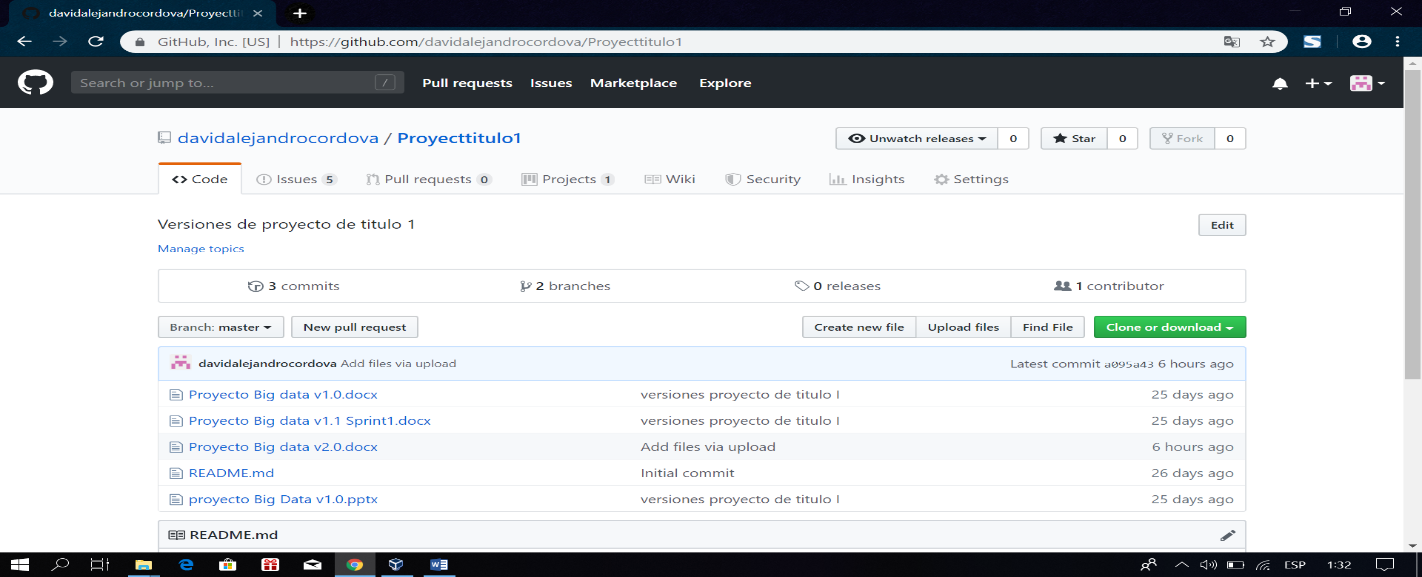 davidalejandrocordova/Proyecttit
GitHub, Inc. [US] | https://github.com/davidalejandrocordova/Proyecttitulo1
Search or jump to... / Pull requests Issues Marketplace Explore
davidalejandrocordova / Proyecttitulo1 Unwatch releases 0 Star 0 Fork 0
Code Issues 5 Pull requests 0 Projects 1 Wiki Security Insights Settings
Versiones de proyecto de titulo 1 Edit
Manage topics
3 commits 2 branches 0 releases 1 contributor
Branch: master New pull request Create new file Upload files Find File Clone or download
davidalejandrocordova Add files via upload Latest commit a095a43 6 hours ago
Proyecto Big data v1.0.docx versiones proyecto de titulo I 25 days ago
Proyecto Big data v1.1 Sprint1.docx versiones proyecto de titulo I 25 days ago
Proyecto Big data v2.0.docx Add files via upload 6 hours ago
README.md Initial commit 26 days ago
proyecto Big Data v1.0.pptx versiones proyecto de titulo I 25 days ago
README.md
ESP 1:32